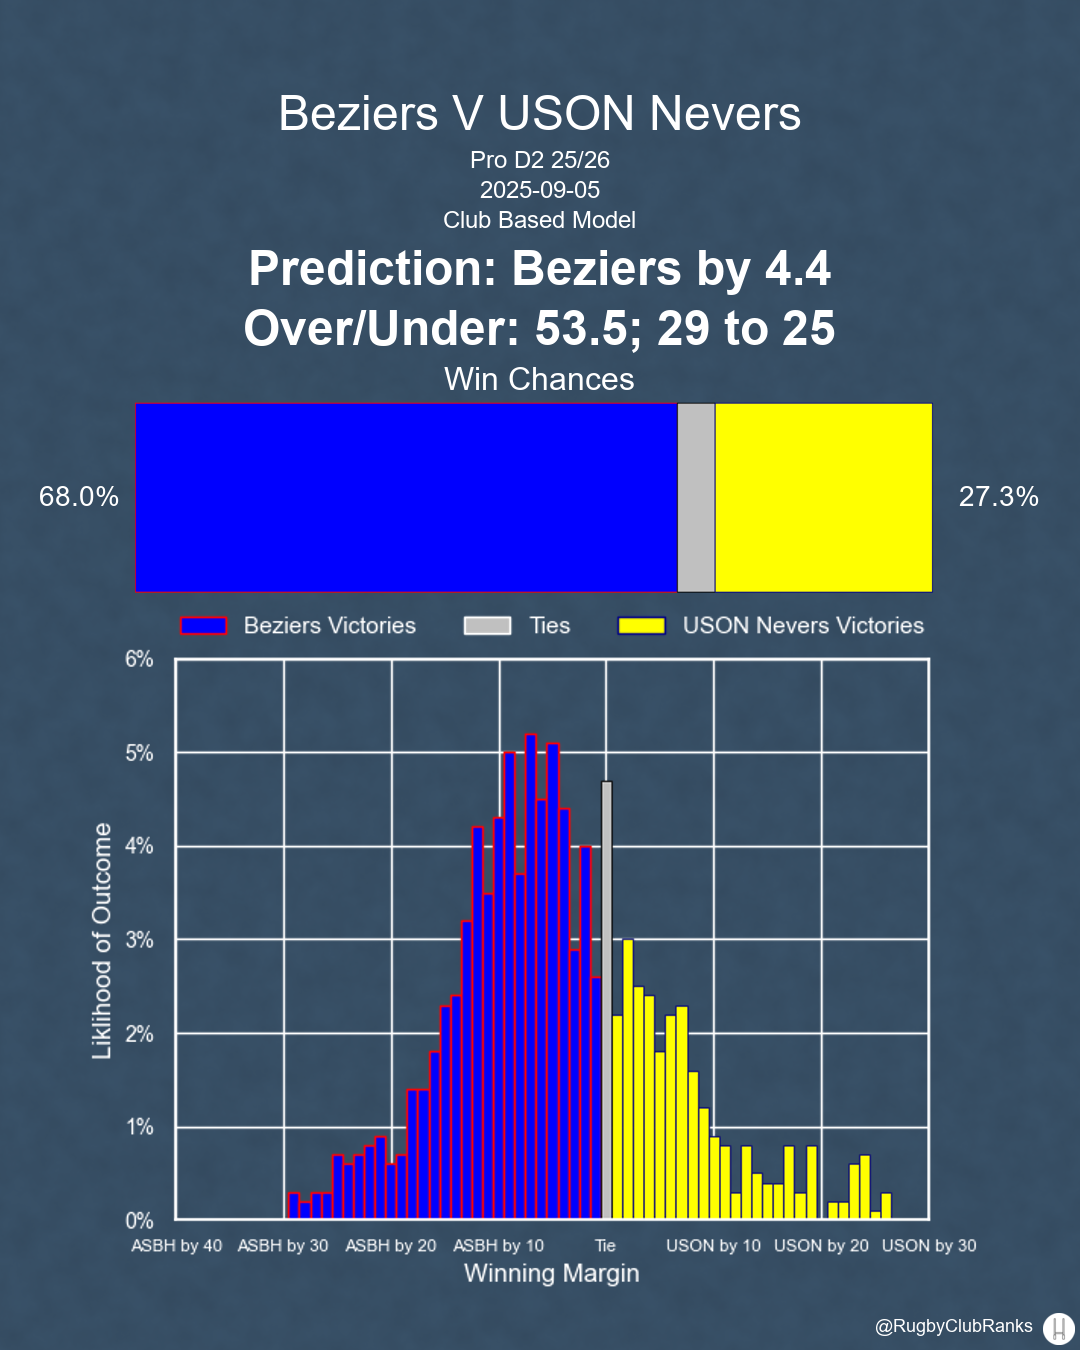 Beziers V USON Nevers
Pro D2 25/26
2025-09-05
Club Based Model
Prediction: Beziers by 4.4
Over/Under: 53.5; 29 to 25
Win Chances
68.0%
27.3%
Beziers Victories
Ties
USON Nevers Victories
6%
5%
4%
3%
2%
1%
0%
Liklihood of Outcome
ASBH by 40
ASBH by 30
ASBH by 20
ASBH by 10
Tie
USON by 10
USON by 20
USON by 30
Winning Margin
@RugbyClubRanks